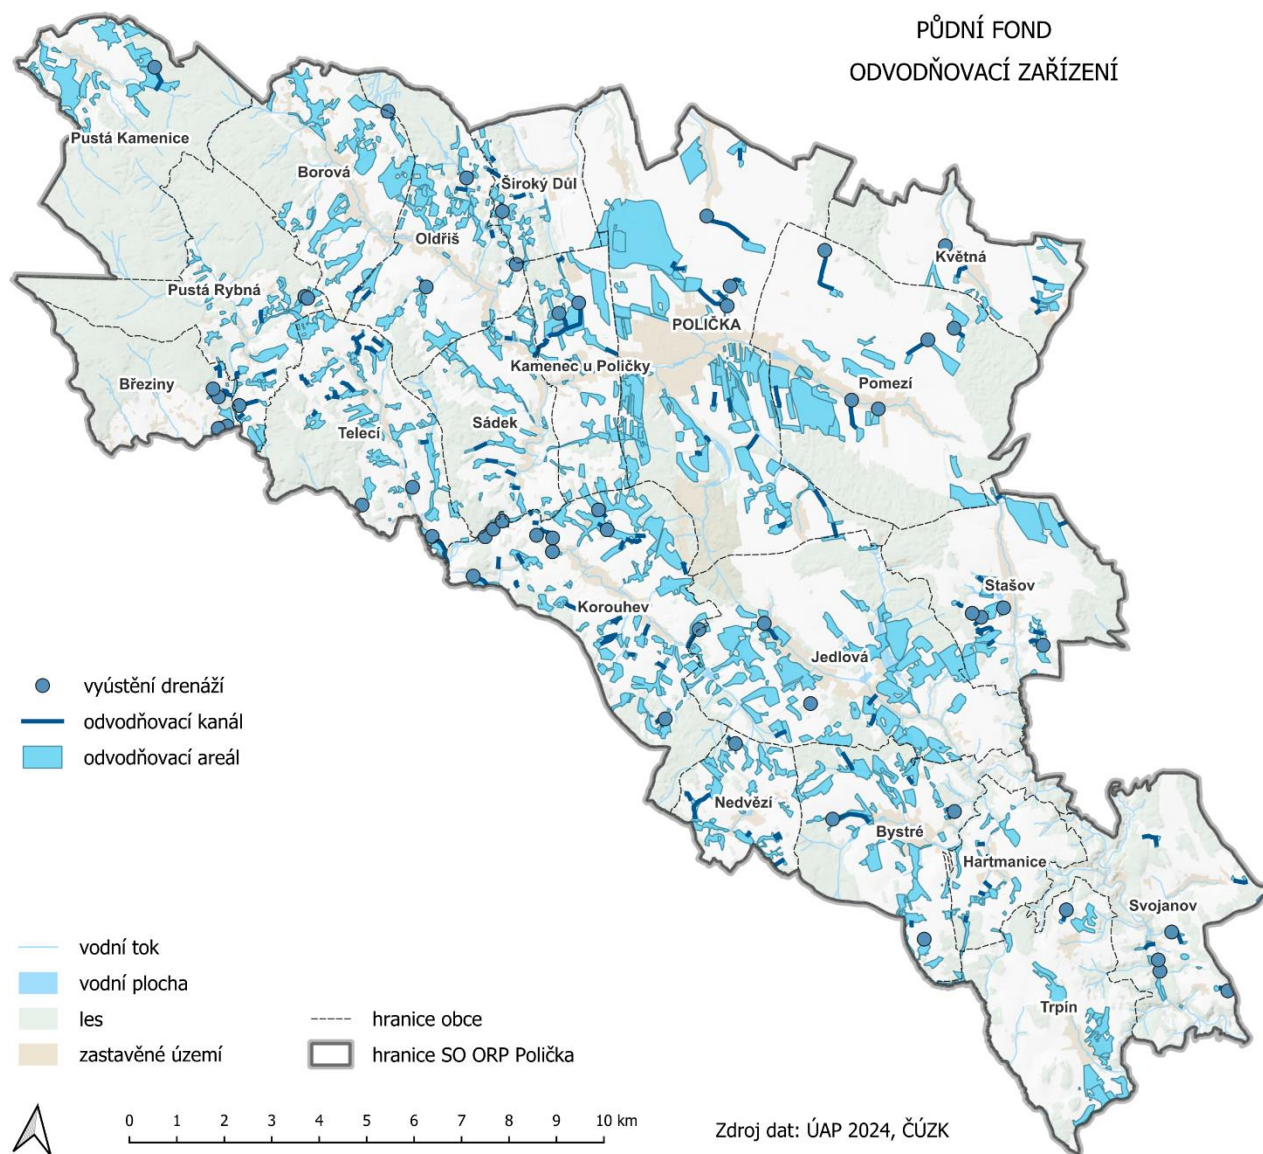 PŮDNÍ FOND
ODVODŇOVACÍ ZAŘÍZENÍ
Pustá Kamenice
Borová
Široký Důl
Oldřiš
Květná
Pustá Rybná
POLIČKA
Kamenec u Poličky
Březiny
Pomezí
Sádek
Telecí
Stašov
Korouhev
Jedlová
vyústění drenáží
odvodňovací kanál
odvodňovací areál
Nedvězí
Bystré
Hartmanice
Svojanov
Trpín
vodní tok
vodní plocha
les
zastavěné území
hranice obce
hranice SO ORP Polička
0 1 2 3 4 5 6 7 8 9 10 km
Zdroj dat: ÚAP 2024, ČÚZK